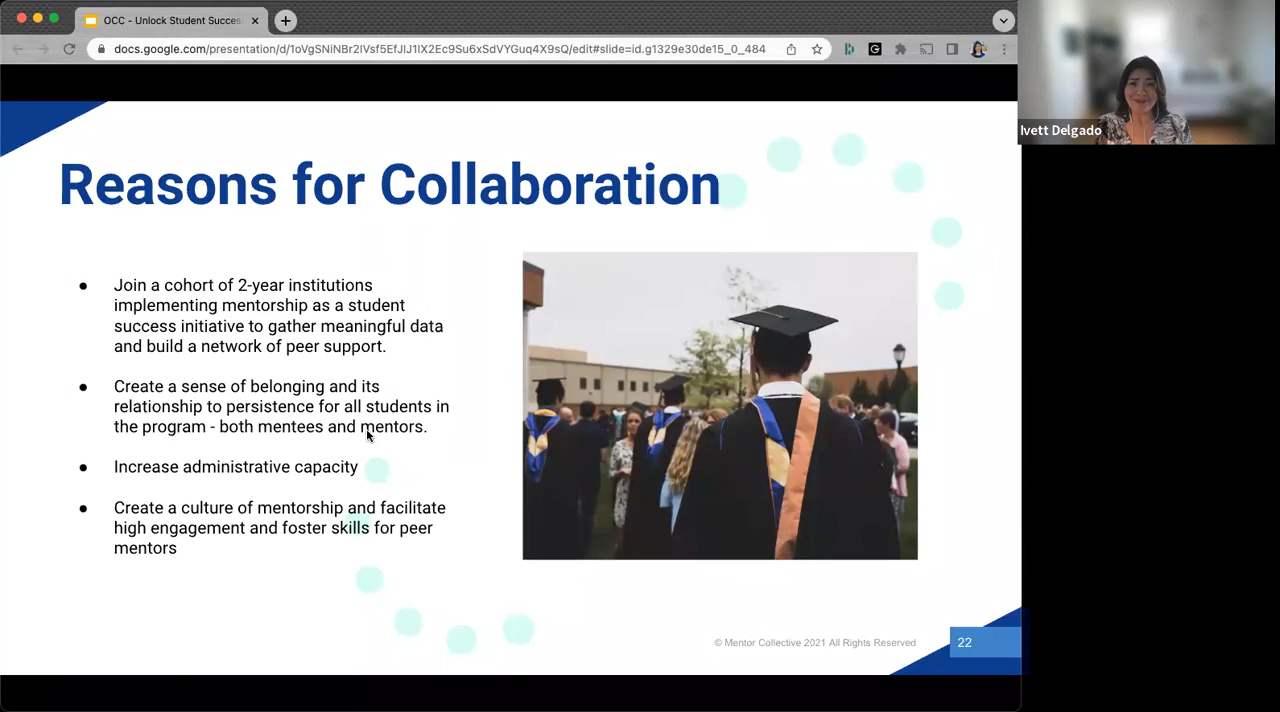 OCC - Unlock Student Succes
docs.google.com/presentation/d/1oVgSNiNBr2lVsf5EfJlJ1lX2Ec9Su6xSdVYGuq4X9sQ/edit#slide=id.g1329e30de15_0_484
Ivett Delgado
Reasons for Collaboration
● Join a cohort of 2-year institutions
implementing mentorship as a student
success initiative to gather meaningful data
and build a network of peer support.
● Create a sense of belonging and its
relationship to persistence for all students in
the program - both mentees and mentors.
● Increase administrative capacity
● Create a culture of mentorship and facilitate
high engagement and foster skills for peer
mentors
© Mentor Collective 2021 All Rights Reserved
22